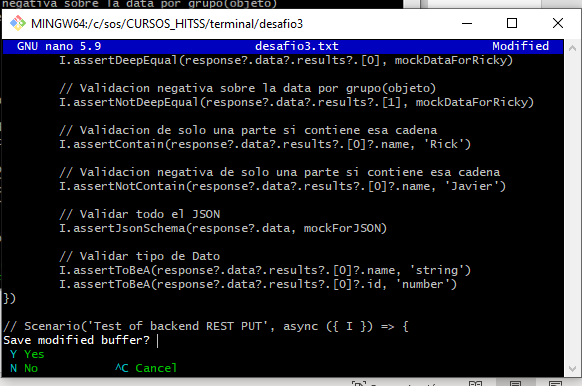 negativa sobre la data por grupo(objeto)
MINGW64:/c/sos/CURSOS_HITSS/terminal/desafio3
GNU nano 5.9 desafio3.txt Modified
I.assertDeepEqual(response?.data?.results?.[0], mockDataForRicky)
// Validacion negativa sobre la data por grupo(objeto)
I.assertNotDeepEqual(response?.data?.results?.[1], mockDataForRicky)
// Validacion de solo una parte si contiene esa cadena
I.assertContain(response?.data?.results?.[0]?.name, 'Rick')
// Validacion negativa de solo una parte si contiene esa cadena
I.assertNotContain(response?.data?.results?.[0]?.name, 'Javier')
// Validar todo el JSON
I.assertJsonSchema(response?.data, mockForJSON)
// Validar tipo de Dato
I.assertToBeA(response?.data?.results?.[0]?.name, 'string')
I.assertToBeA(response?.data?.results?.[0]?.id, 'number')
})
// Scenario('Test of backend REST PUT', async ({ I }) => {
Save modified buffer?
Y Yes
N No ^C Cancel